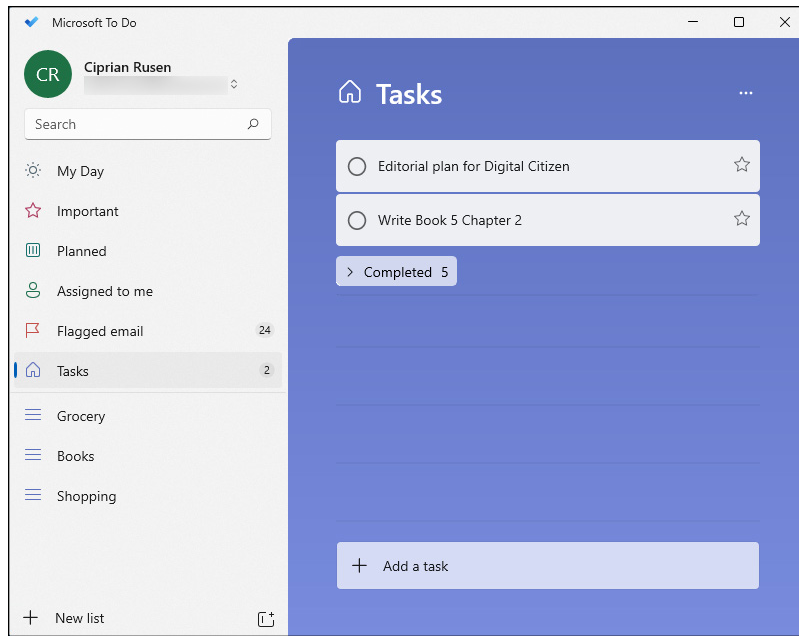 Microsoft To Do
CR
Ciprian Rusen
Search
My Day
Important
Planned
Assigned to me
Flagged email 24
Tasks 2
Grocery
Books
Shopping
New list
Tasks
Editorial plan for Digital Citizen
Write Book 5 Chapter 2
Completed 5
Add a task